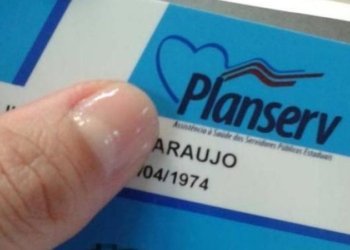 Planserv
Assistência à Saúde dos Servidores Públicos Estaduais
ARAUJO
/04/1974